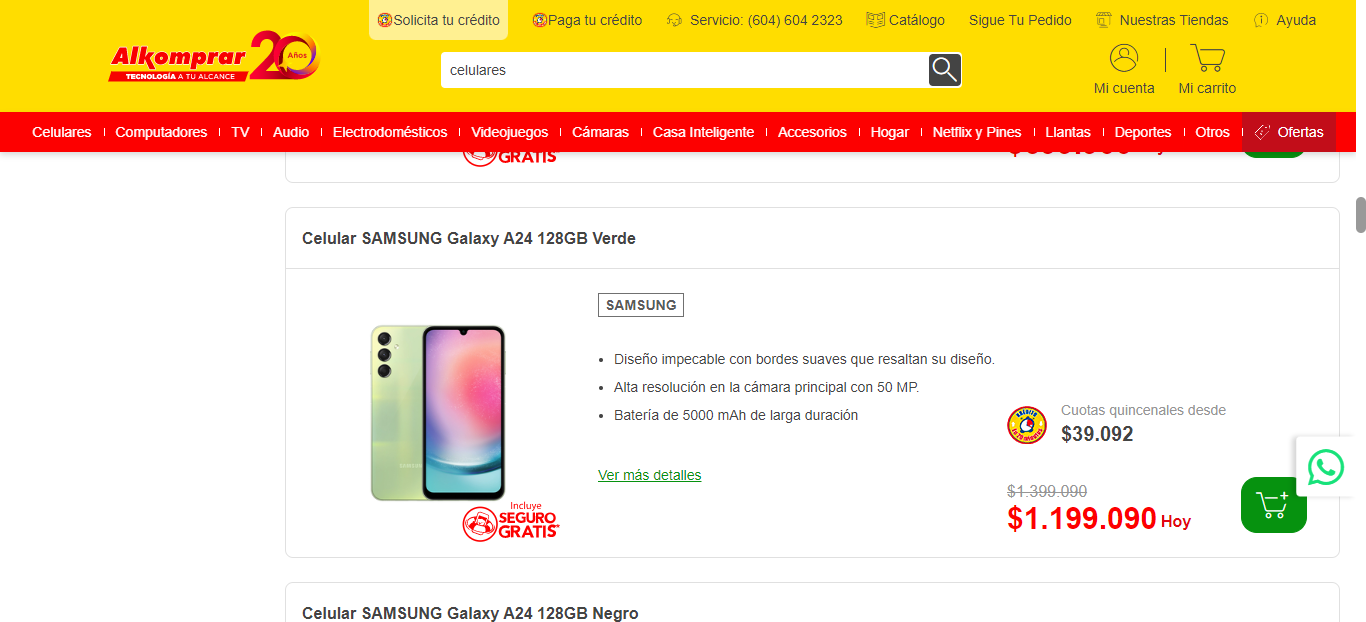 Solicita tu crédito
Paga tu crédito
Servicio: (604) 604 2323
Catálogo
Sigue Tu Pedido
Nuestras Tiendas
Ayuda
Alkomprar
20 Años
TECNOLOGÍA A TU ALCANCE
celulares
Mi cuenta
Mi carrito
Celulares
Computadores
TV
Audio
Electrodomésticos
Videojuegos
Cámaras
Casa Inteligente
Accesorios
Hogar
Netflix y Pines
Llantas
Deportes
Otros
Ofertas
GRATIS
Celular SAMSUNG Galaxy A24 128GB Verde
SAMSUNG
Diseño impecable con bordes suaves que resaltan su diseño.
Alta resolución en la cámara principal con 50 MP.
Batería de 5000 mAh de larga duración
Ver más detalles
Incluye
SEGURO
GRATIS
Cuotas quincenales desde
$39.092
$1.399.090
$1.199.090 Hoy
Celular SAMSUNG Galaxy A24 128GB Negro